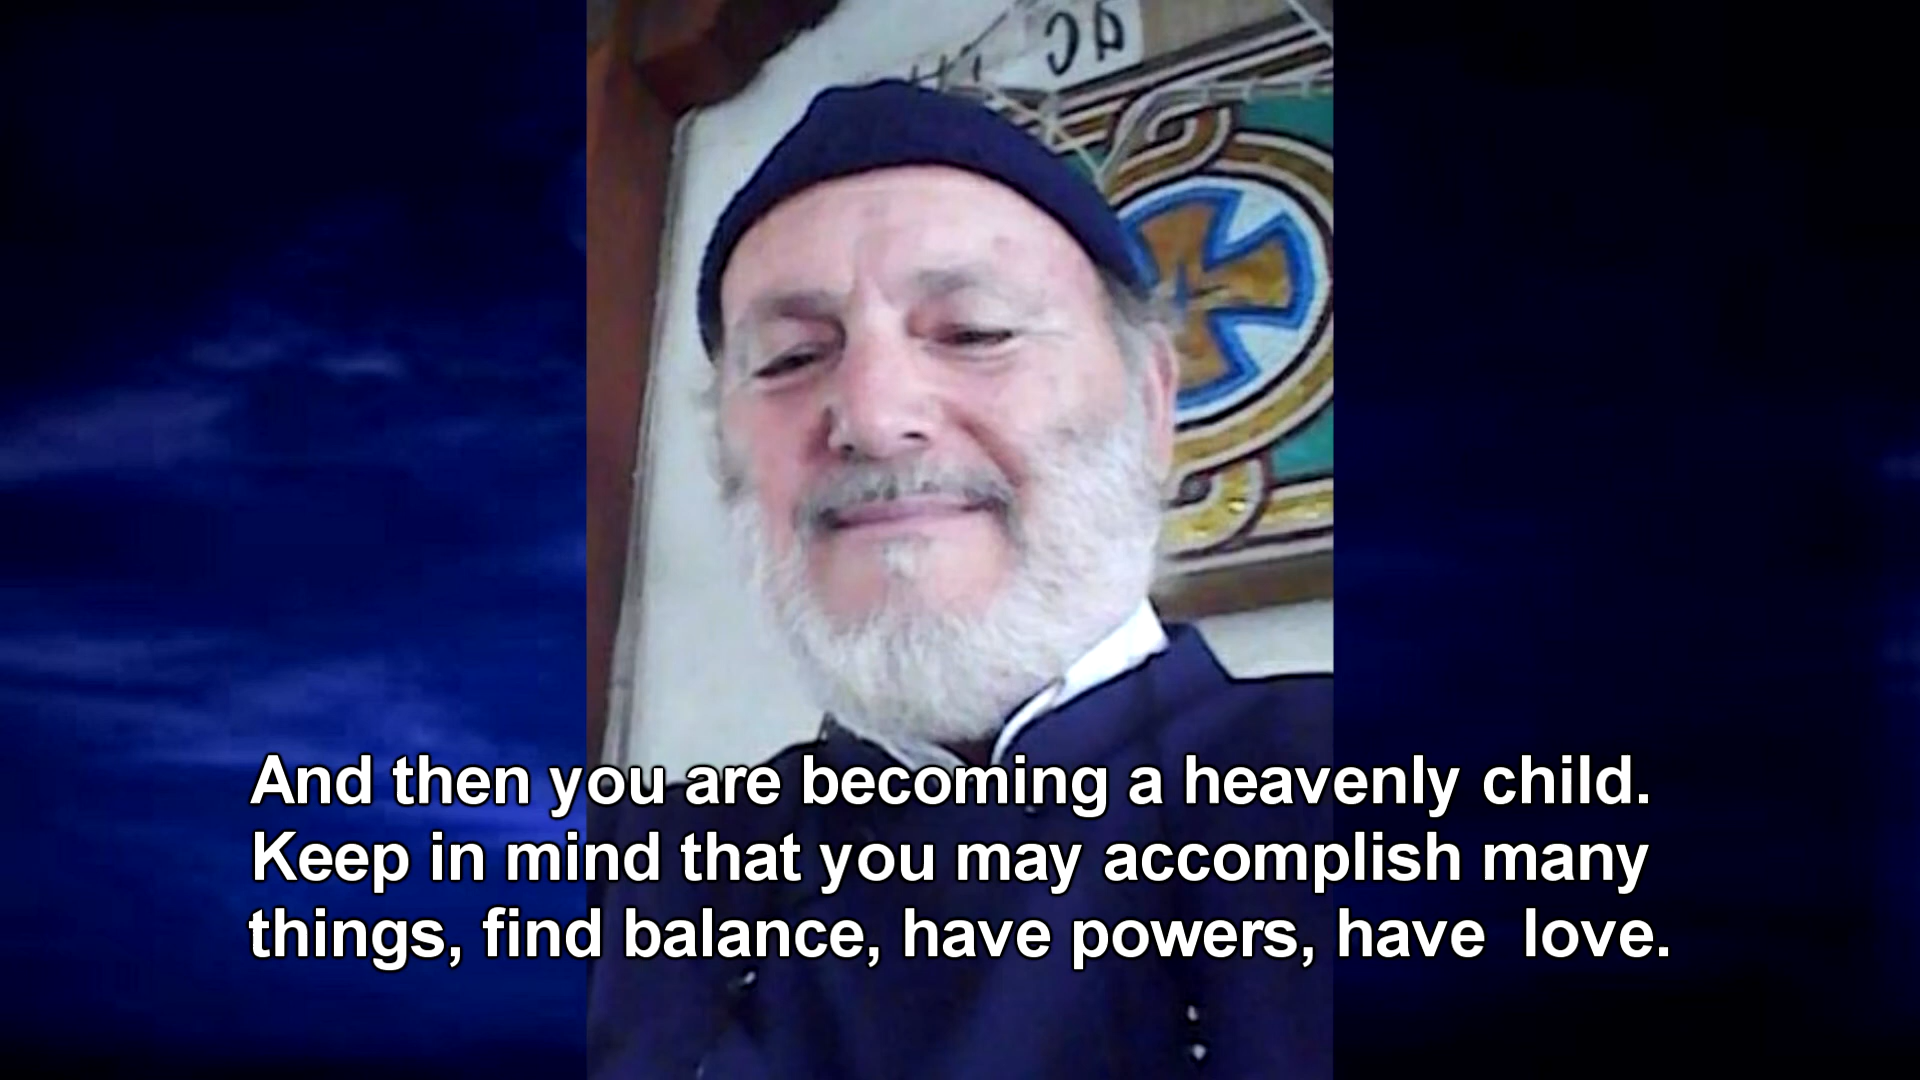 And then you are becoming a heavenly child.
Keep in mind that you may accomplish many
things, find balance, have powers, have  love.